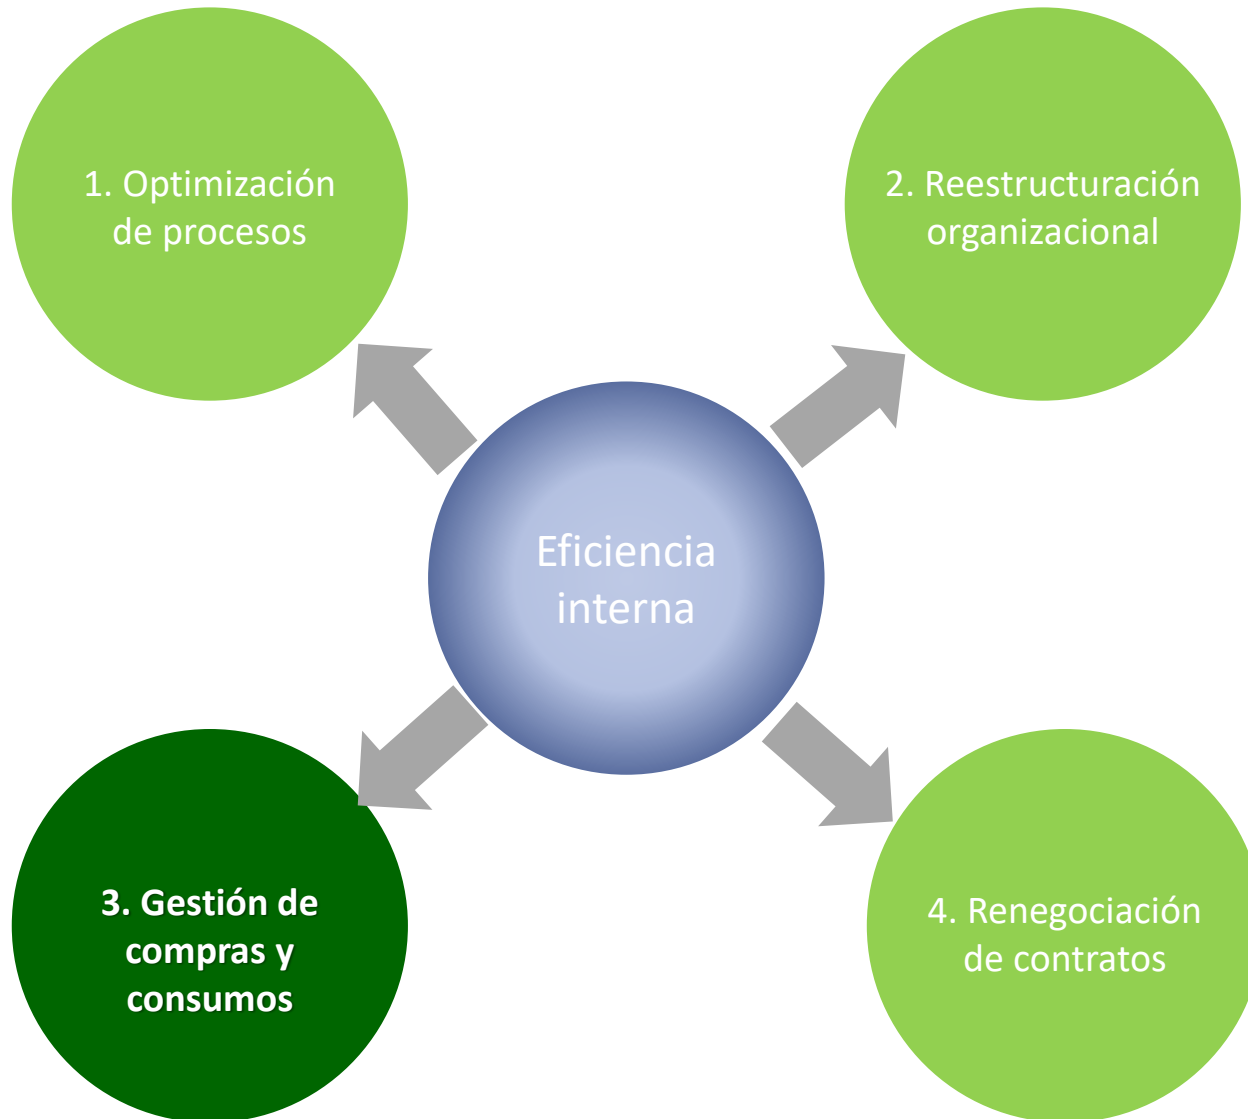 1. Optimización
de procesos
2. Reestructuración
organizacional
Eficiencia
interna
3. Gestión de
compras y
consumos
4. Renegociación
de contratos